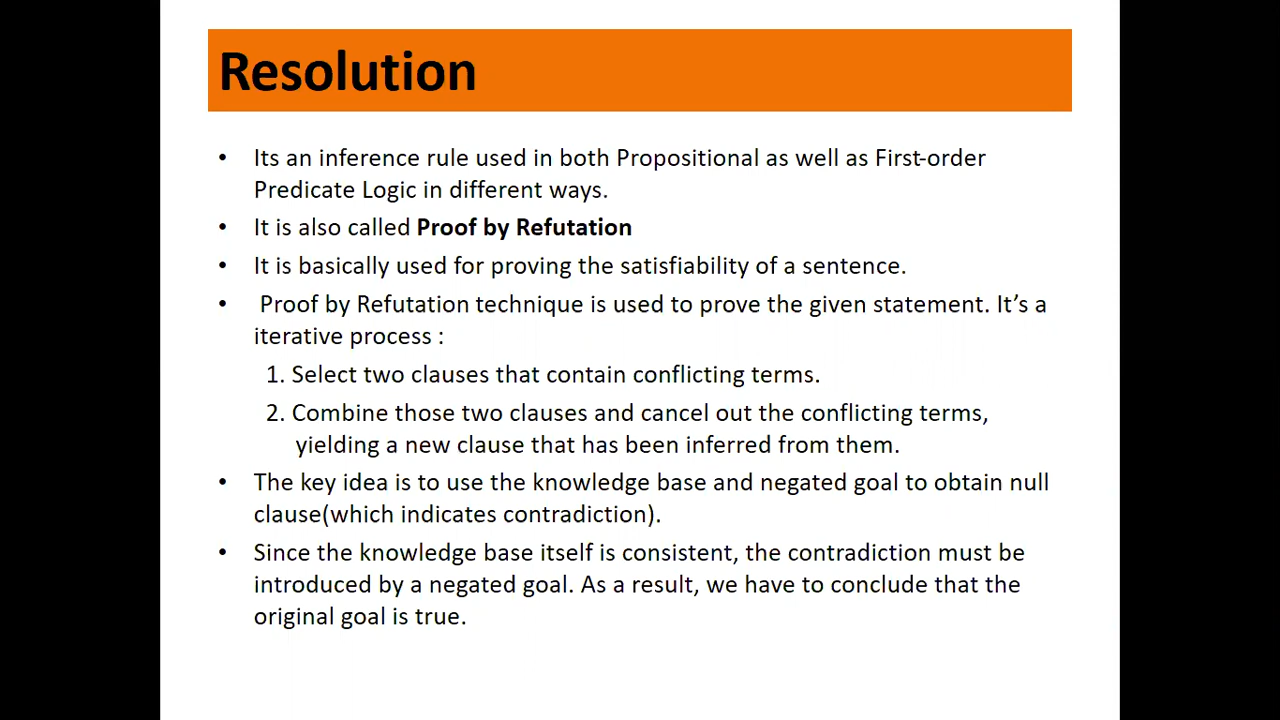 Resolution
• Its an inference rule used in both Propositional as well as First-order
Predicate Logic in different ways.
• It is also called Proof by Refutation
• It is basically used for proving the satisfiability of a sentence.
• Proof by Refutation technique is used to prove the given statement. It’s a
iterative process :
1. Select two clauses that contain conflicting terms.
2. Combine those two clauses and cancel out the conflicting terms,
yielding a new clause that has been inferred from them.
• The key idea is to use the knowledge base and negated goal to obtain null
clause(which indicates contradiction).
• Since the knowledge base itself is consistent, the contradiction must be
introduced by a negated goal. As a result, we have to conclude that the
original goal is true.